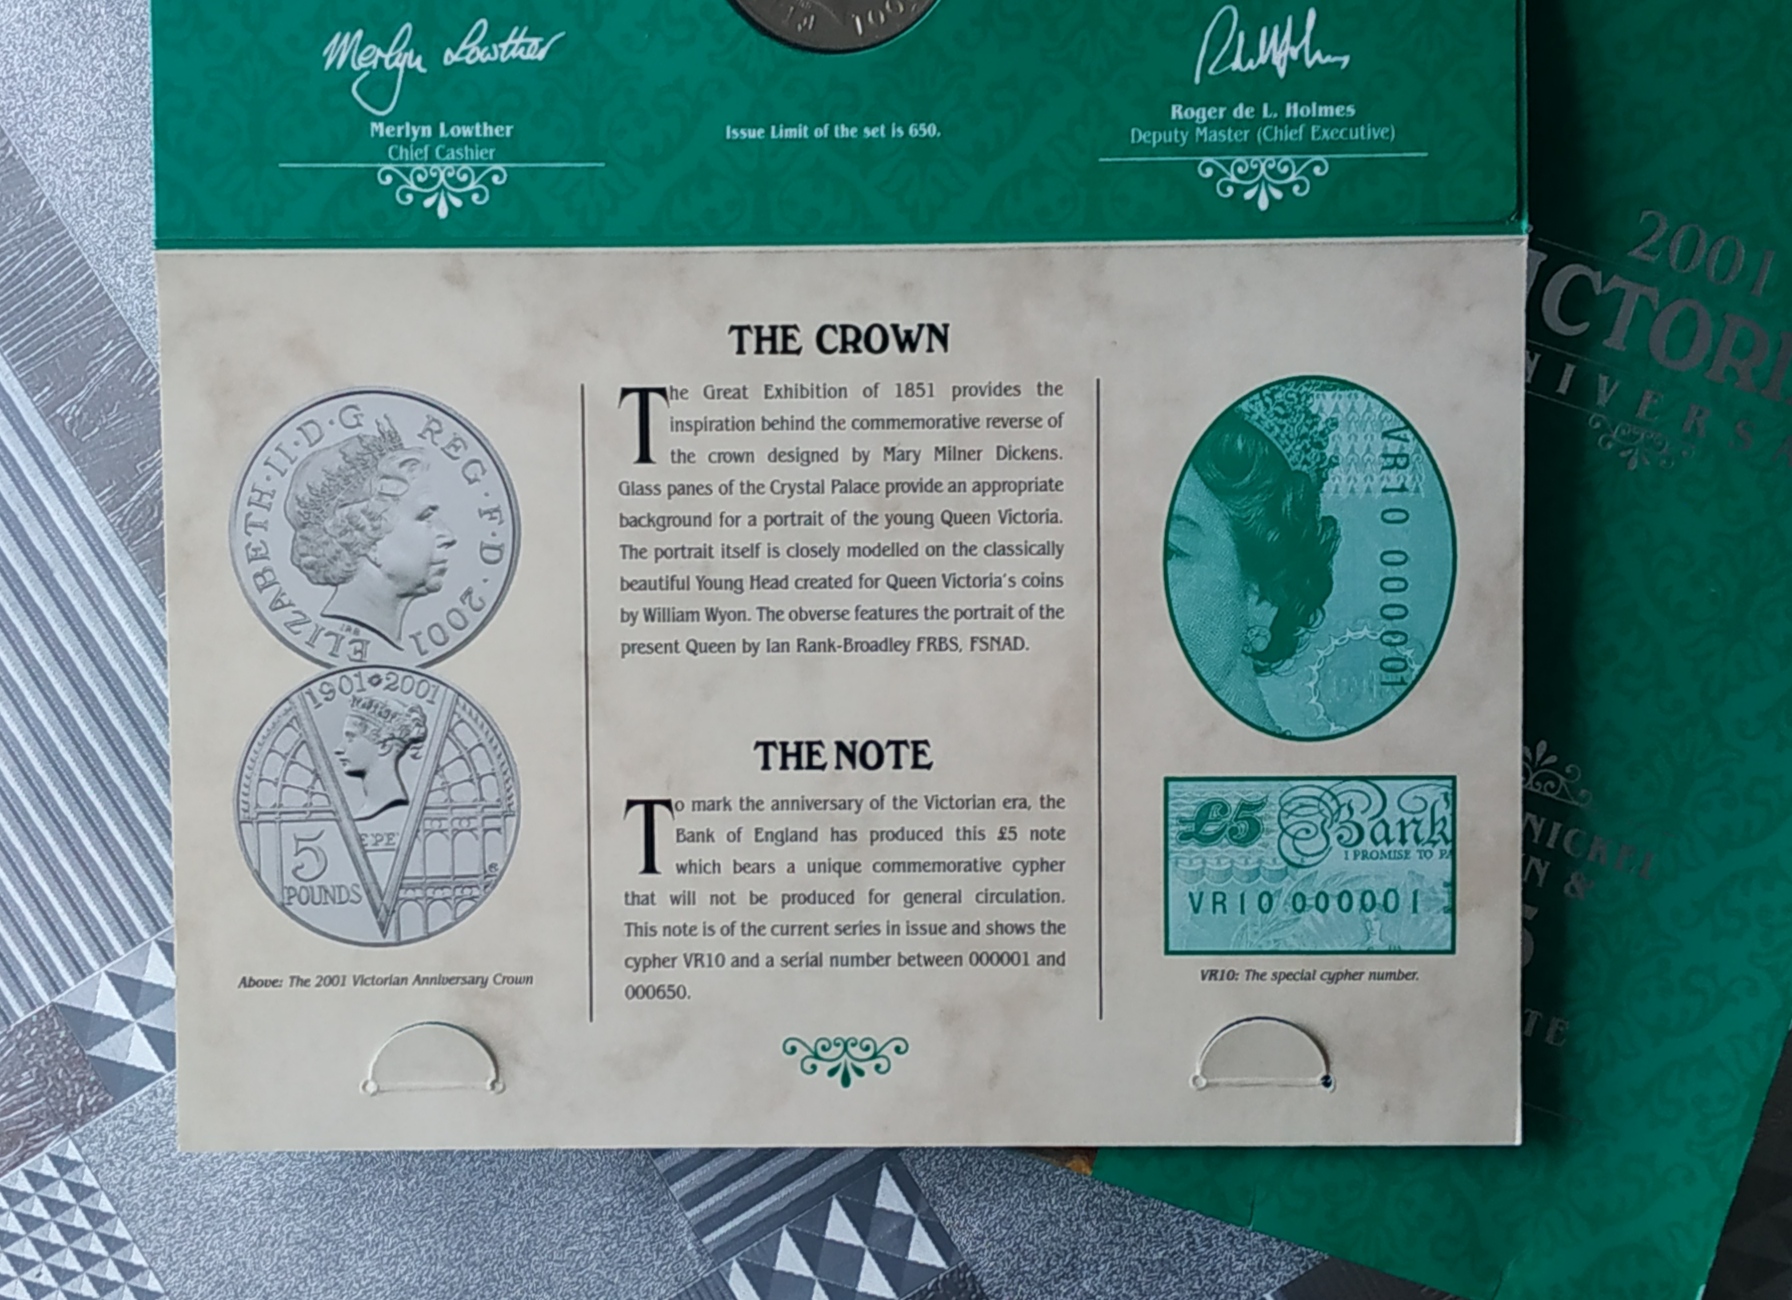 Merlyn Lowther
Merlyn Lowther
Chief Cashier
Issue Limit of the set is 650.
Roger de L. Holmes
Deputy Master (Chief Executive)
THE CROWN
The Great Exhibition of 1851 provides the
inspiration behind the commemorative reverse of
the crown designed by Mary Milner Dickens.
Glass panes of the Crystal Palace provide an appropriate
background for a portrait of the young Queen Victoria.
The portrait itself is closely modelled on the classically
beautiful Young Head created for Queen Victoria's coins
by William Wyon. The obverse features the portrait of the
present Queen by Ian Rank-Broadley FRBS, FSNAD.
THE NOTE
To mark the anniversary of the Victorian era, the
Bank of England has produced this £5 note
which bears a unique commemorative cypher
that will not be produced for general circulation.
This note is of the current series in issue and shows the
cypher VR10 and a serial number between 000001 and
000650.
ELIZABETH·II·D·G REG·F·D·2001
IRB
1901 2001
5
POUNDS
Above: The 2001 Victorian Anniversary Crown
VR10 000001
£5 Bank
I PROMISE TO PA
VR10 000001
VR10: The special cypher number.
2001
ICTORI
NIVERSA
NICKEL
N &
5
TE